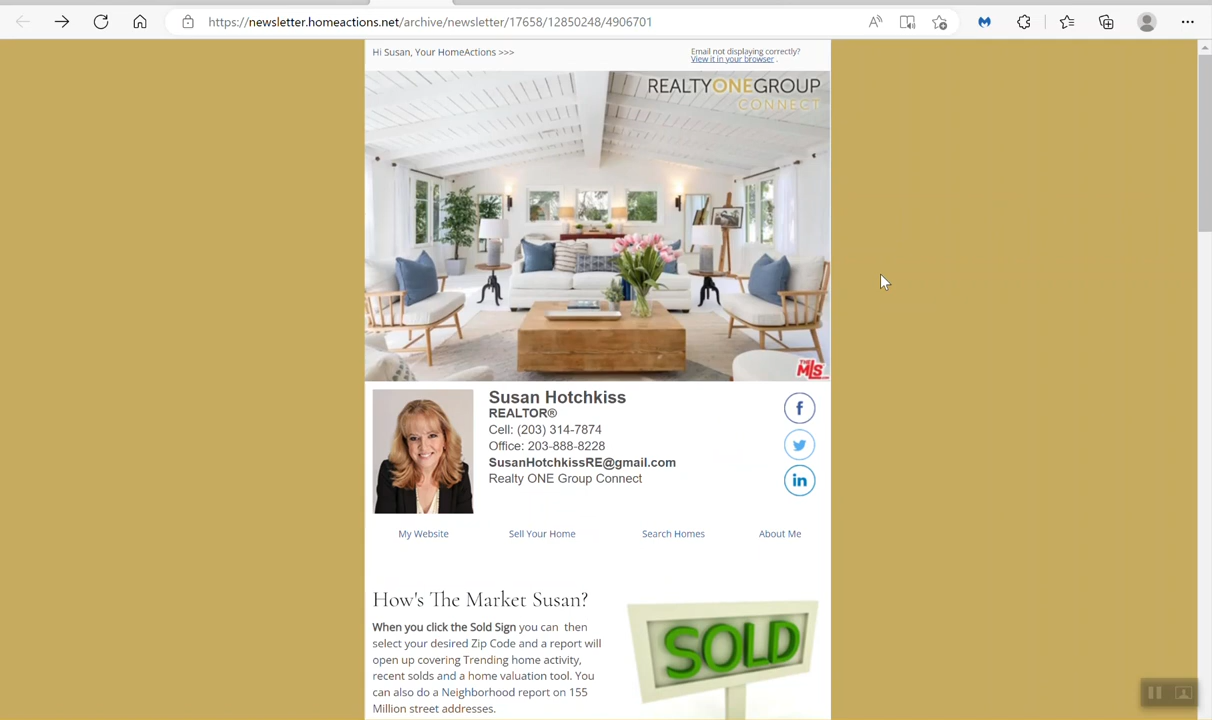 https://newsletter.homeactions.net/archive/newsletter/17658/12850248/4906701
Hi Susan, Your HomeActions >>>
Email not displaying correctly?
View it in your browser .
REALTYONEGROUP
CONNECT
THE
MLS
Susan Hotchkiss
REALTOR®
Cell: (203) 314-7874
Office: 203-888-8228
SusanHotchkissRE@gmail.com
Realty ONE Group Connect
My Website
Sell Your Home
Search Homes
About Me
How's The Market Susan?
When you click the Sold Sign you can then
select your desired Zip Code and a report will
open up covering Trending home activity,
recent solds and a home valuation tool. You
can also do a Neighborhood report on 155
Million street addresses.
SOLD